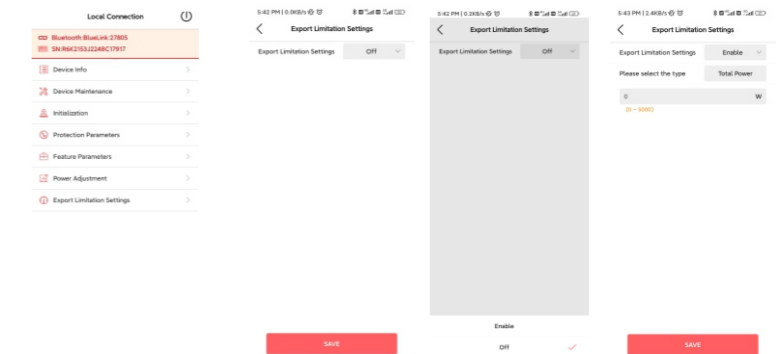 Local Connection
Bluetooth:BlueLink:27805
SN:R6K2153J2248C17917
Device Info
Device Maintenance
Initialization
Protection Parameters
Feature Parameters
Power Adjustment
Export Limitation Settings
5:42 PM | 0.0KB/s
Export Limitation Settings
Export Limitation Settings Off
SAVE
5:42 PM | 0.0KB/s
Export Limitation Settings
Export Limitation Settings Off
Enable
Off
5:43 PM | 2.4KB/s
Export Limitation Settings
Export Limitation Settings Enable
Please select the type Total Power
0 W
SAVE